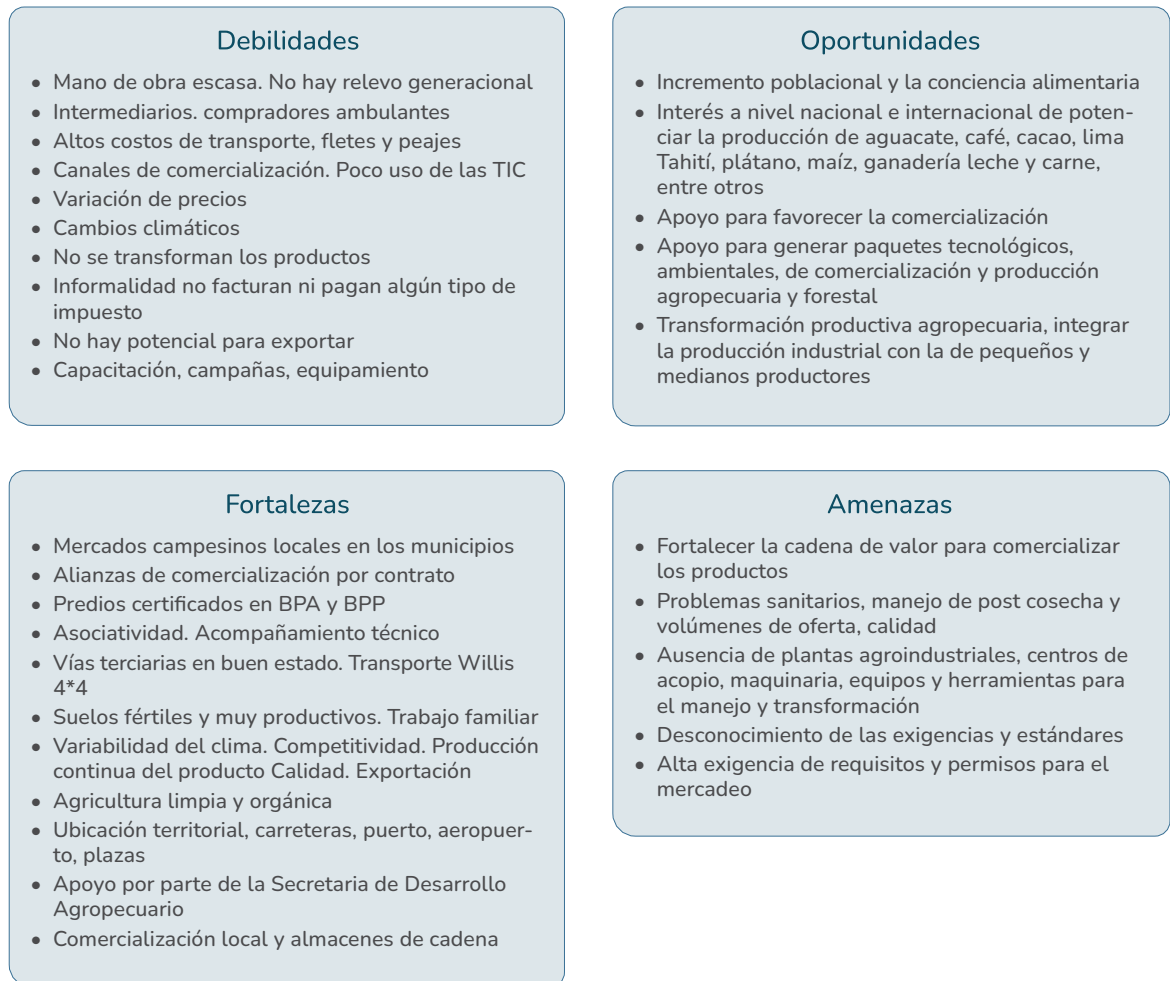 Debilidades
• Mano de obra escasa. No hay relevo generacional
• Intermediarios. compradores ambulantes
• Altos costos de transporte, fletes y peajes
• Canales de comercialización. Poco uso de las TIC
• Variación de precios
• Cambios climáticos
• No se transforman los productos
• Informalidad no facturan ni pagan algún tipo de
impuesto
• No hay potencial para exportar
• Capacitación, campañas, equipamiento
Oportunidades
• Incremento poblacional y la conciencia alimentaria
• Interés a nivel nacional e internacional de poten-
ciar la producción de aguacate, café, cacao, lima
Tahití, plátano, maíz, ganadería leche y carne,
entre otros
• Apoyo para favorecer la comercialización
• Apoyo para generar paquetes tecnológicos,
ambientales, de comercialización y producción
agropecuaria y forestal
• Transformación productiva agropecuaria, integrar
la producción industrial con la de pequeños y
medianos productores
Fortalezas
• Mercados campesinos locales en los municipios
• Alianzas de comercialización por contrato
• Predios certificados en BPA y BPP
• Asociatividad. Acompañamiento técnico
• Vías terciarias en buen estado. Transporte Willis
4*4
• Suelos fértiles y muy productivos. Trabajo familiar
• Variabilidad del clima. Competitividad. Producción
continua del producto Calidad. Exportación
• Agricultura limpia y orgánica
• Ubicación territorial, carreteras, puerto, aeropuer-
to, plazas
• Apoyo por parte de la Secretaria de Desarrollo
Agropecuario
• Comercialización local y almacenes de cadena
Amenazas
• Fortalecer la cadena de valor para comercializar
los productos
• Problemas sanitarios, manejo de post cosecha y
volúmenes de oferta, calidad
• Ausencia de plantas agroindustriales, centros de
acopio, maquinaria, equipos y herramientas para
el manejo y transformación
• Desconocimiento de las exigencias y estándares
• Alta exigencia de requisitos y permisos para el
mercadeo